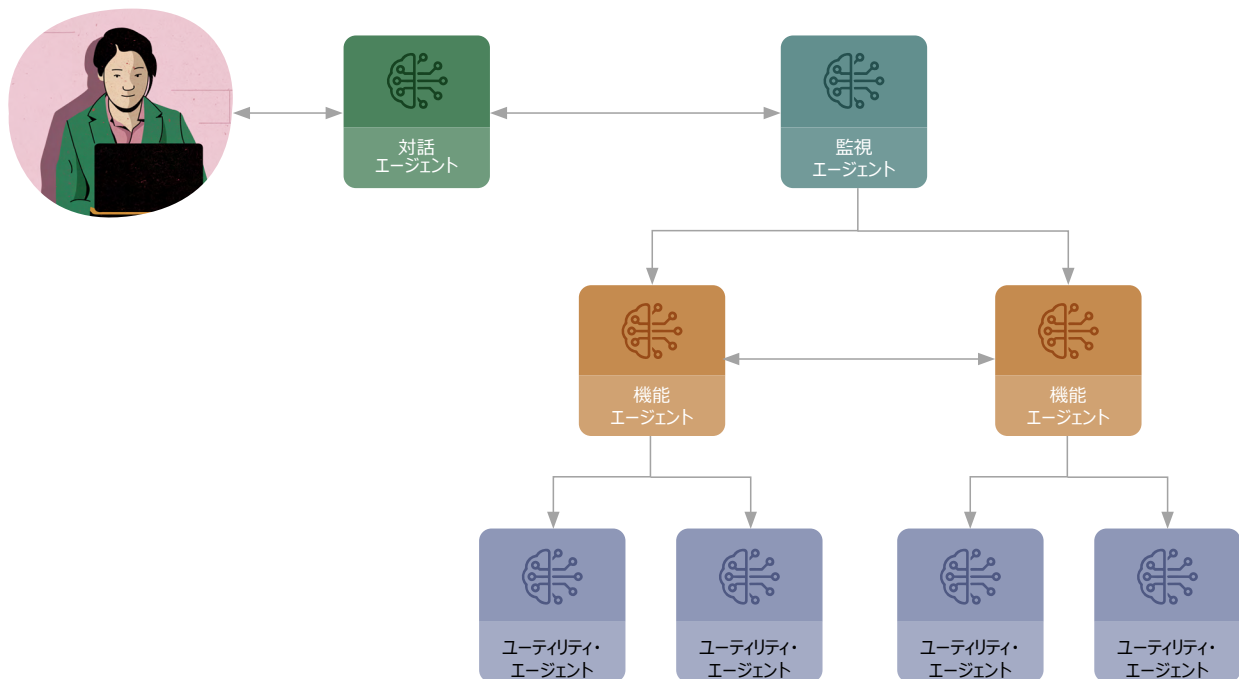 対話
エージェント
監視
エージェント
機能
エージェント
機能
エージェント
ユーティリティ・
エージェント
ユーティリティ・
エージェント
ユーティリティ・
エージェント
ユーティリティ・
エージェント